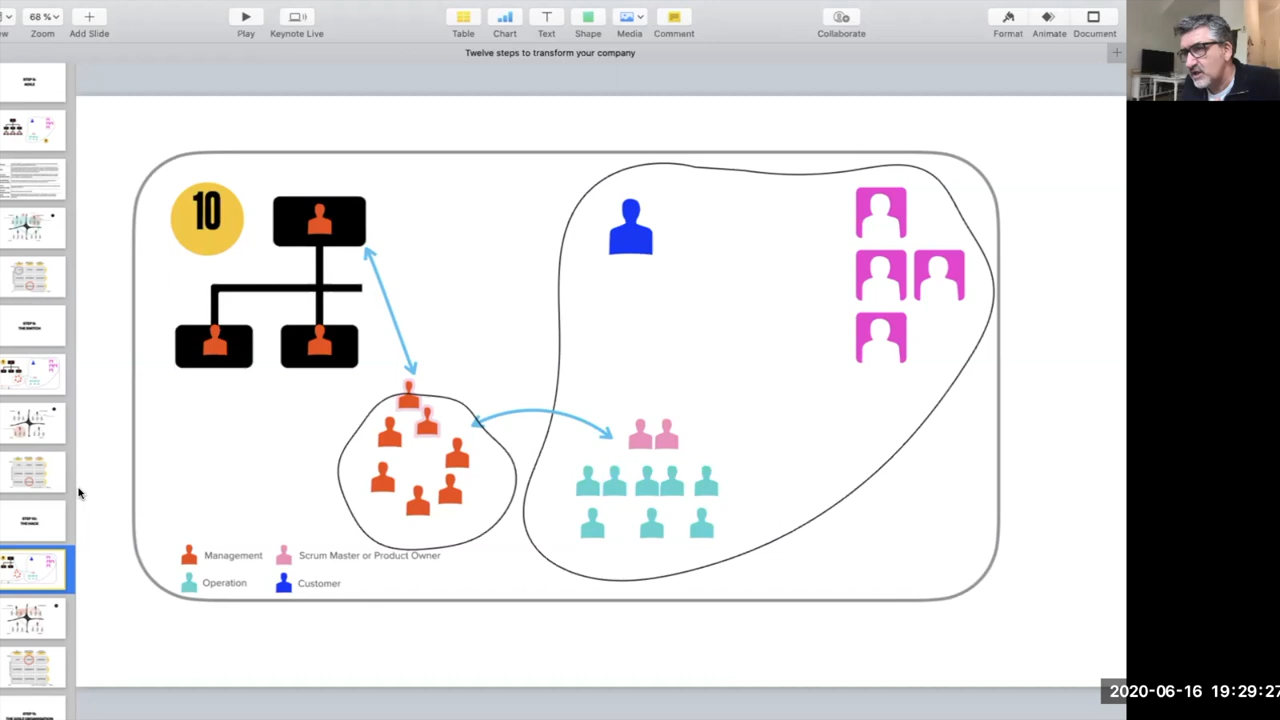 68 %
Zoom
Add Slide
Play
Keynote Live
Table
Chart
Text
Shape
Media
Comment
Collaborate
Format
Animate
Document
Twelve steps to transform your company
10
Management
Scrum Master or Product Owner
Operation
Customer
2020-06-16 19:29:27